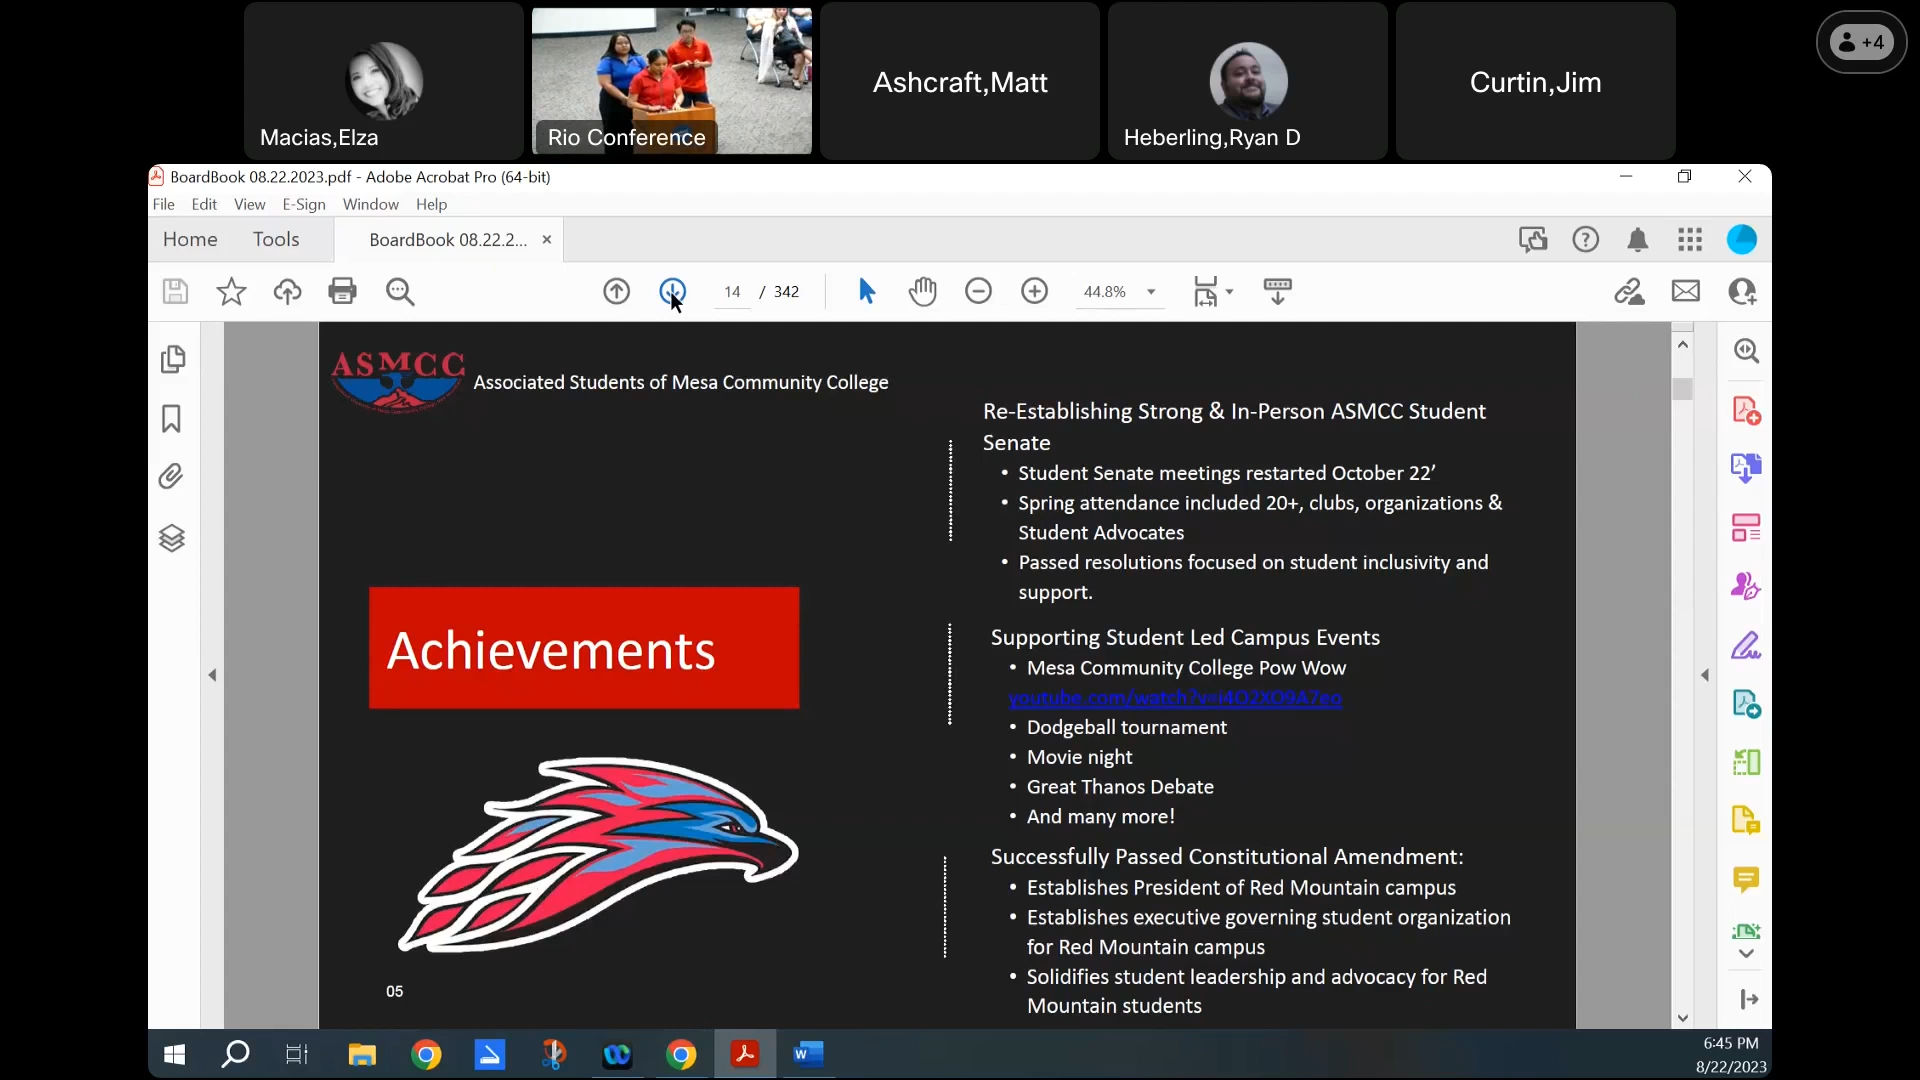 Ashcraft,Matt
Curtin,Jim
+4
Macias,Elza
Rio Conference
Heberling,Ryan D
BoardBook 08.22.2023.pdf - Adobe Acrobat Pro (64-bit)
File Edit View E-Sign Window Help
Home Tools BoardBook 08.22.2... ×
14 / 342 44.8%
ASMCC
Associated Students of Mesa Community College
Re-Establishing Strong & In-Person ASMCC Student
Senate
• Student Senate meetings restarted October 22’
• Spring attendance included 20+, clubs, organizations &
Student Advocates
• Passed resolutions focused on student inclusivity and
support.
Achievements
Supporting Student Led Campus Events
• Mesa Community College Pow Wow
youtube.com/watch?v=i4O2XO9A7eo
• Dodgeball tournament
• Movie night
• Great Thanos Debate
• And many more!
Successfully Passed Constitutional Amendment:
• Establishes President of Red Mountain campus
• Establishes executive governing student organization
for Red Mountain campus
• Solidifies student leadership and advocacy for Red
Mountain students
05
6:45 PM
8/22/2023